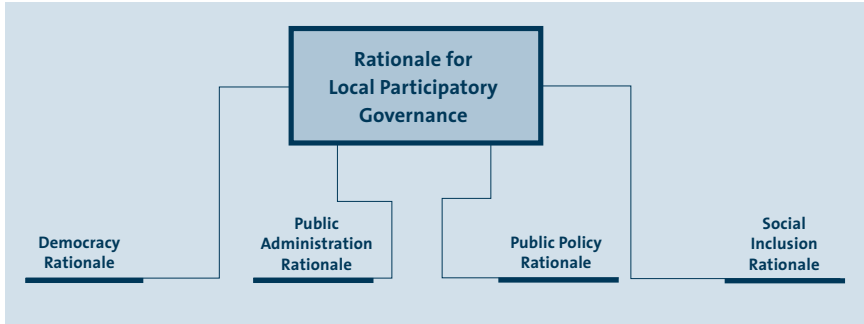 Rationale for
Local Participatory
Governance
Democracy
Rationale
Public
Administration
Rationale
Public Policy
Rationale
Social
Inclusion
Rationale